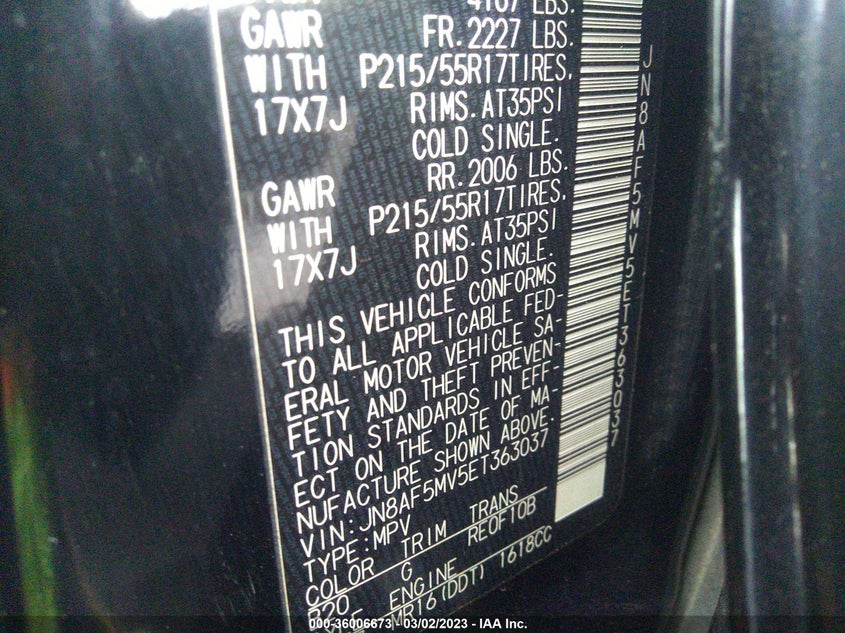 4167 LBS.
GAWR FR. 2227 LBS.
WITH P215/55R17TIRES,
17X7J RIMS. AT35PSI
COLD SINGLE.
GAWR RR. 2006 LBS.
WITH P215/55R17TIRES,
17X7J RIMS. AT35PSI
COLD SINGLE.
THIS VEHICLE CONFORMS
TO ALL APPLICABLE FED-
ERAL MOTOR VEHICLE SA-
FETY AND THEFT PREVEN-
TION STANDARDS IN EFF-
ECT ON THE DATE OF MA-
NUFACTURE SHOWN ABOVE.
VIN:JN8AF5MV5ET363037
TYPE:MPV
COLOR TRIM TRANS
G RE0F10B
ENGINE
MR16(DDT) 1618CC
JN8AF5MV5ET363037
000-36006673 - 03/02/2023 - IAA Inc.